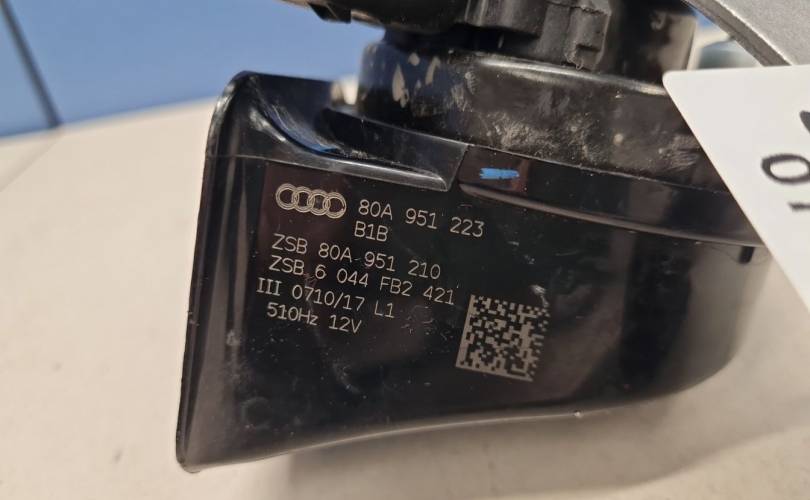 80A 951 223
B1B
ZSB 80A 951 210
ZSB 6 044 FB2 421
III 0710/17 L1
510Hz 12V